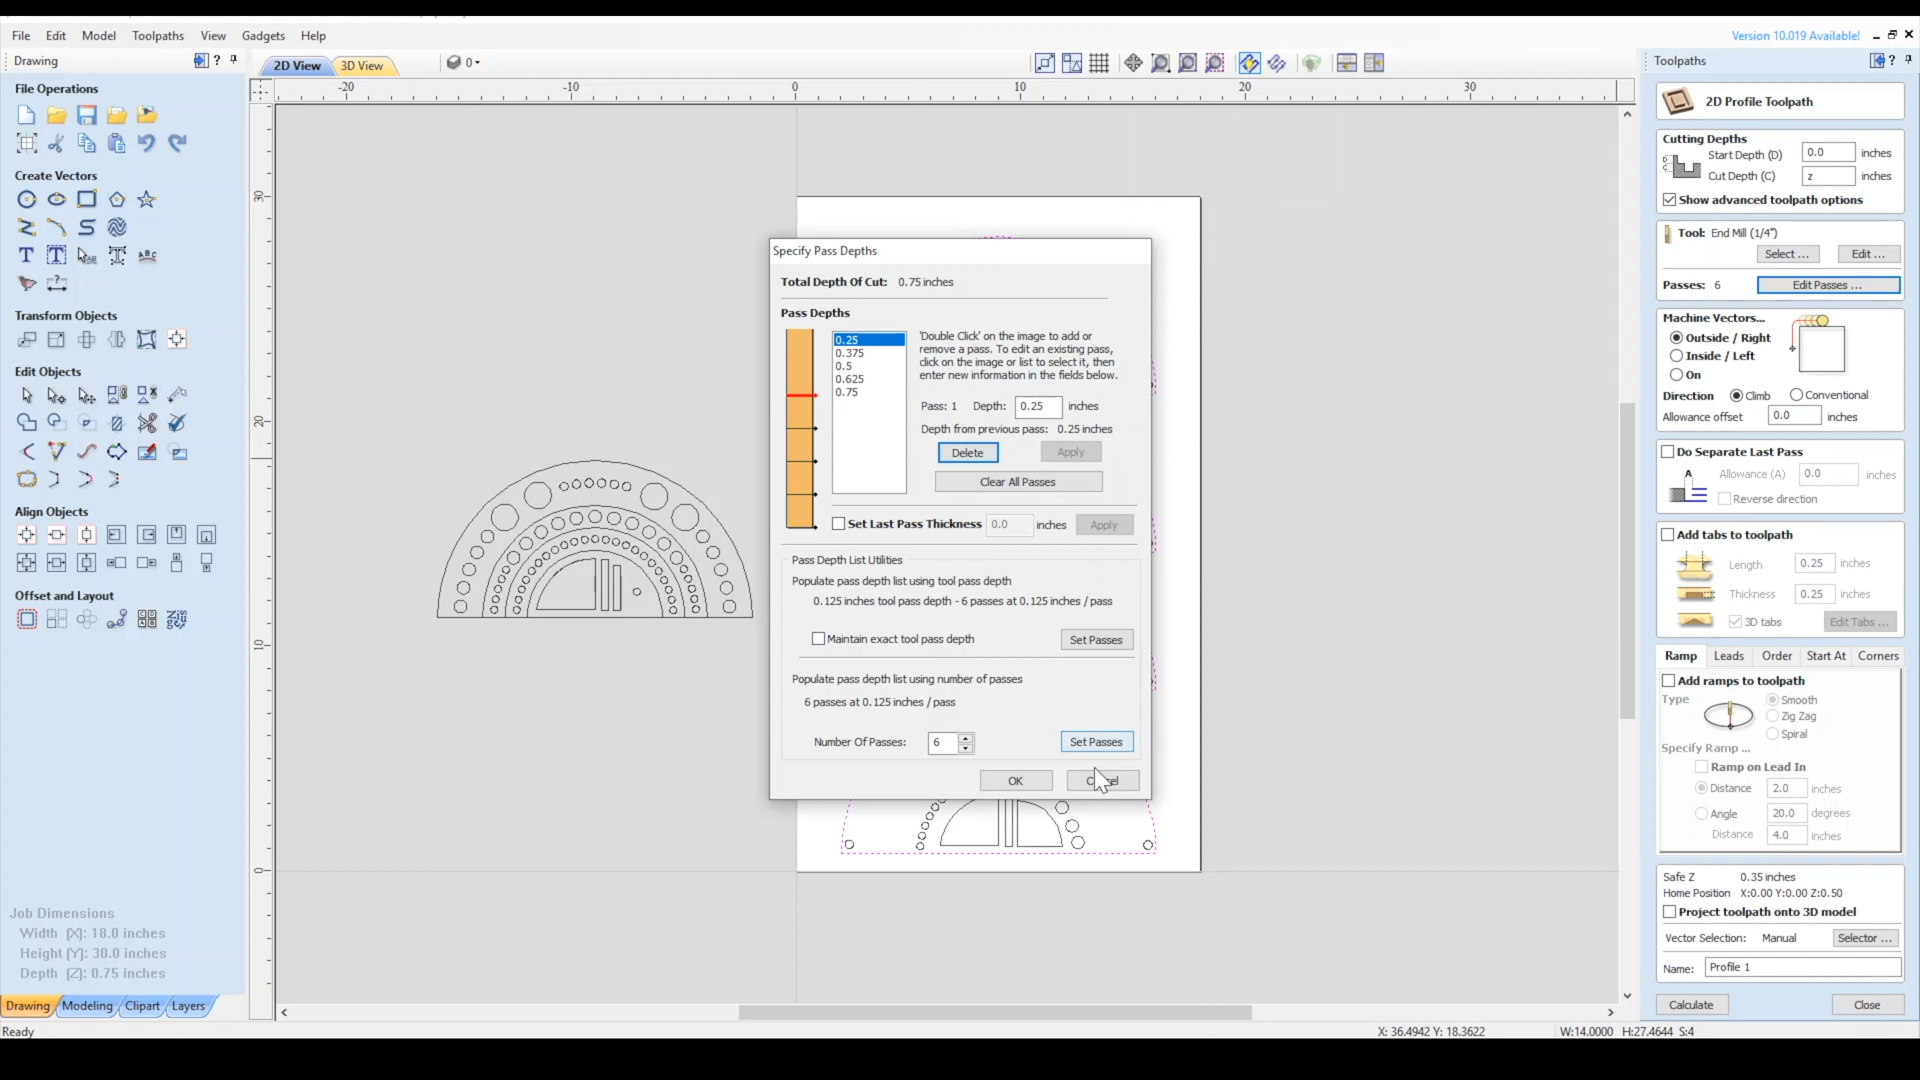 File Edit Model Toolpaths View Gadgets Help
Version 10.019 Available!
Drawing
?
2D View 3D View
0
Toolpaths
?
File Operations
Create Vectors
Transform Objects
Edit Objects
Align Objects
Offset and Layout
Job Dimensions
Width (X): 18.0 inches
Height (Y): 30.0 inches
Depth (Z): 0.75 inches
Drawing Modeling Clipart Layers
Ready
-20 -10 0 10 20 30
30
20
10
0
Specify Pass Depths
Total Depth Of Cut: 0.75 inches
Pass Depths
0.25
0.375
0.5
0.625
0.75
'Double Click' on the image to add or
remove a pass. To edit an existing pass,
click on the image or list to select it, then
enter new information in the fields below.
Pass: 1 Depth: 0.25 inches
Depth from previous pass: 0.25 inches
Delete Apply
Clear All Passes
Set Last Pass Thickness 0.0 inches Apply
Pass Depth List Utilities
Populate pass depth list using tool pass depth
0.125 inches tool pass depth - 6 passes at 0.125 inches / pass
Maintain exact tool pass depth Set Passes
Populate pass depth list using number of passes
6 passes at 0.125 inches / pass
Number Of Passes: 6 Set Passes
OK
2D Profile Toolpath
Cutting Depths
Start Depth (D) 0.0 inches
Cut Depth (C) z inches
Show advanced toolpath options
Tool: End Mill (1/4")
Select ... Edit ...
Passes: 6 Edit Passes ...
Machine Vectors...
Outside / Right
Inside / Left
On
Direction Climb Conventional
Allowance offset 0.0 inches
Do Separate Last Pass
A Allowance (A) 0.0 inches
Reverse direction
Add tabs to toolpath
Length 0.25 inches
Thickness 0.25 inches
3D tabs Edit Tabs ...
Ramp Leads Order Start At Corners
Add ramps to toolpath
Type Smooth
Zig Zag
Spiral
Specify Ramp ...
Ramp on Lead In
Distance 2.0 inches
Angle 20.0 degrees
Distance 4.0 inches
Safe Z 0.35 inches
Home Position X:0.00 Y:0.00 Z:0.50
Project toolpath onto 3D model
Vector Selection: Manual Selector ...
Name: Profile 1
Calculate Close
X: 36.4942 Y: 18.3622 W:14.0000 H:27.4644 S:4